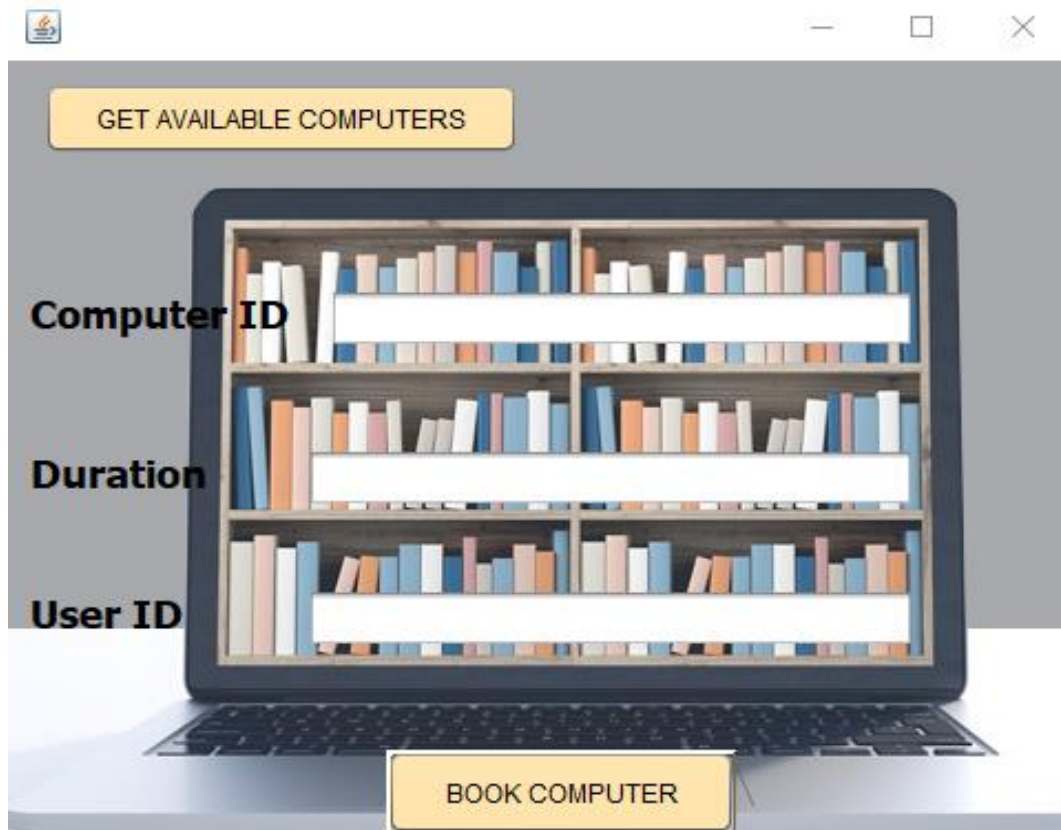 GET AVAILABLE COMPUTERS
Computer ID
Duration
User ID
BOOK COMPUTER